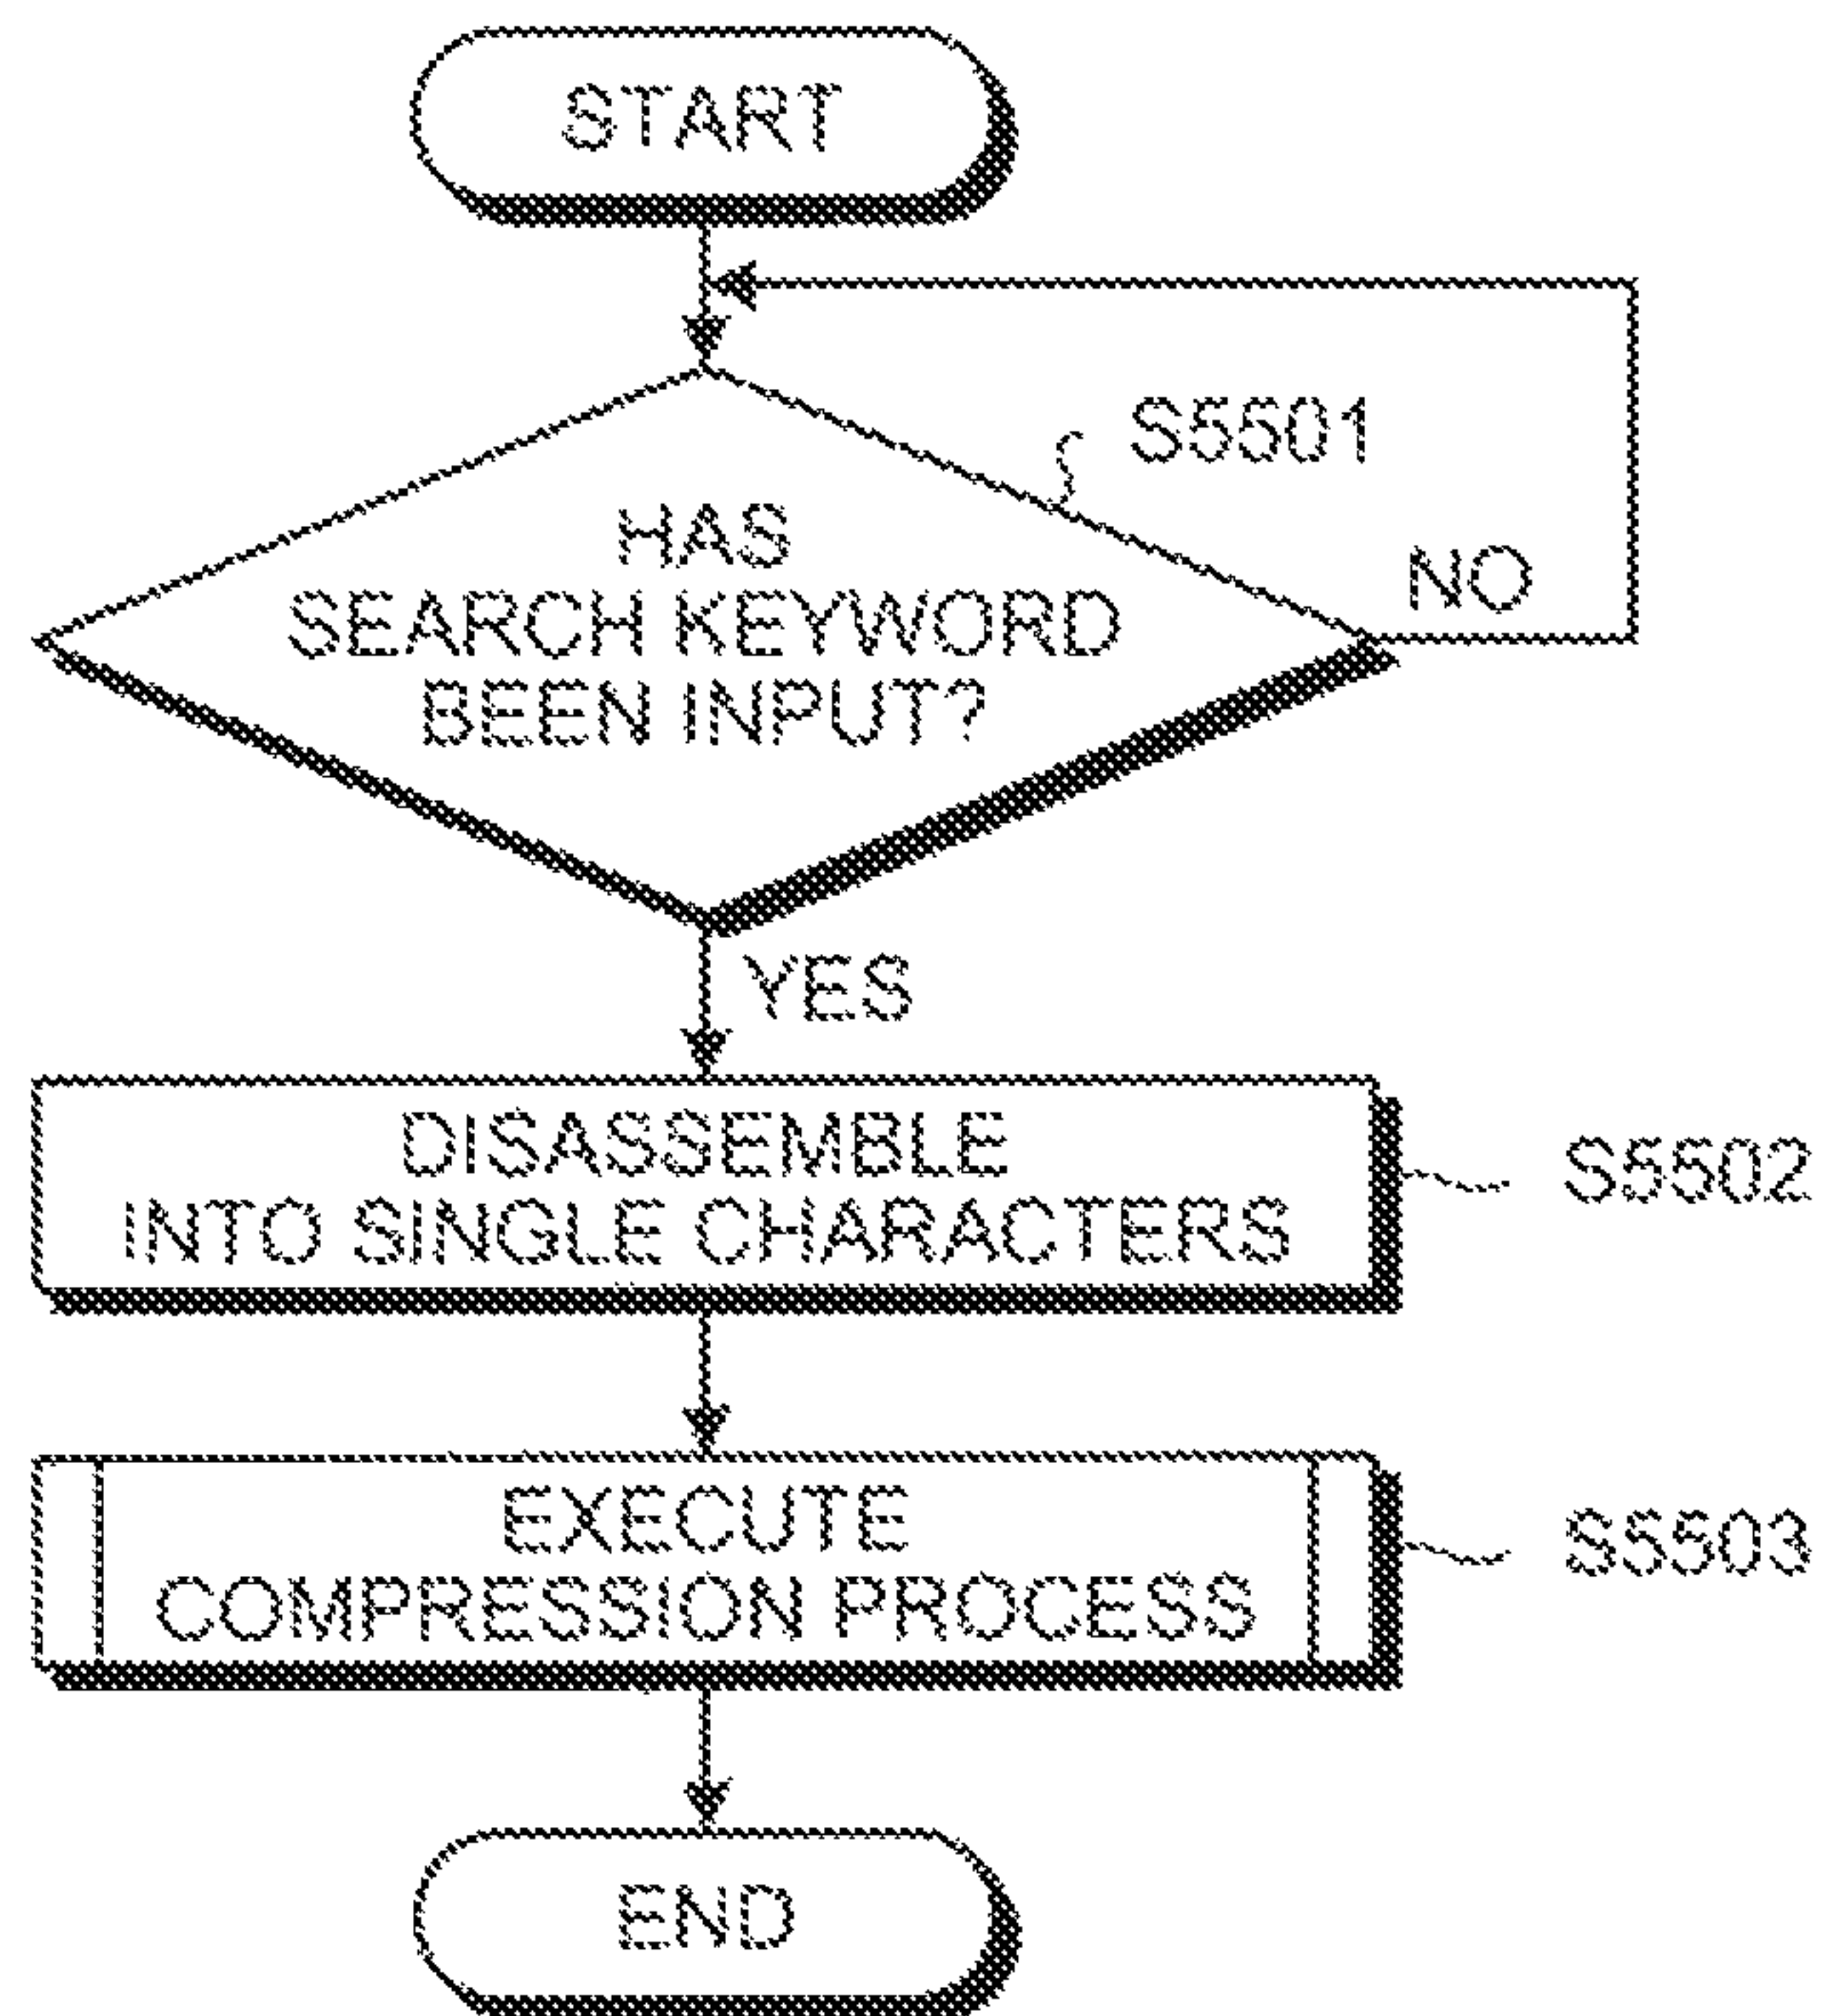 START
S5501
HAS
SEARCH KEYWORD
BEEN INPUT?
NO
YES
DISASSEMBLE
INTO SINGLE CHARACTERS
S5502
EXECUTE
COMPRESSION PROCESS
S5503
END